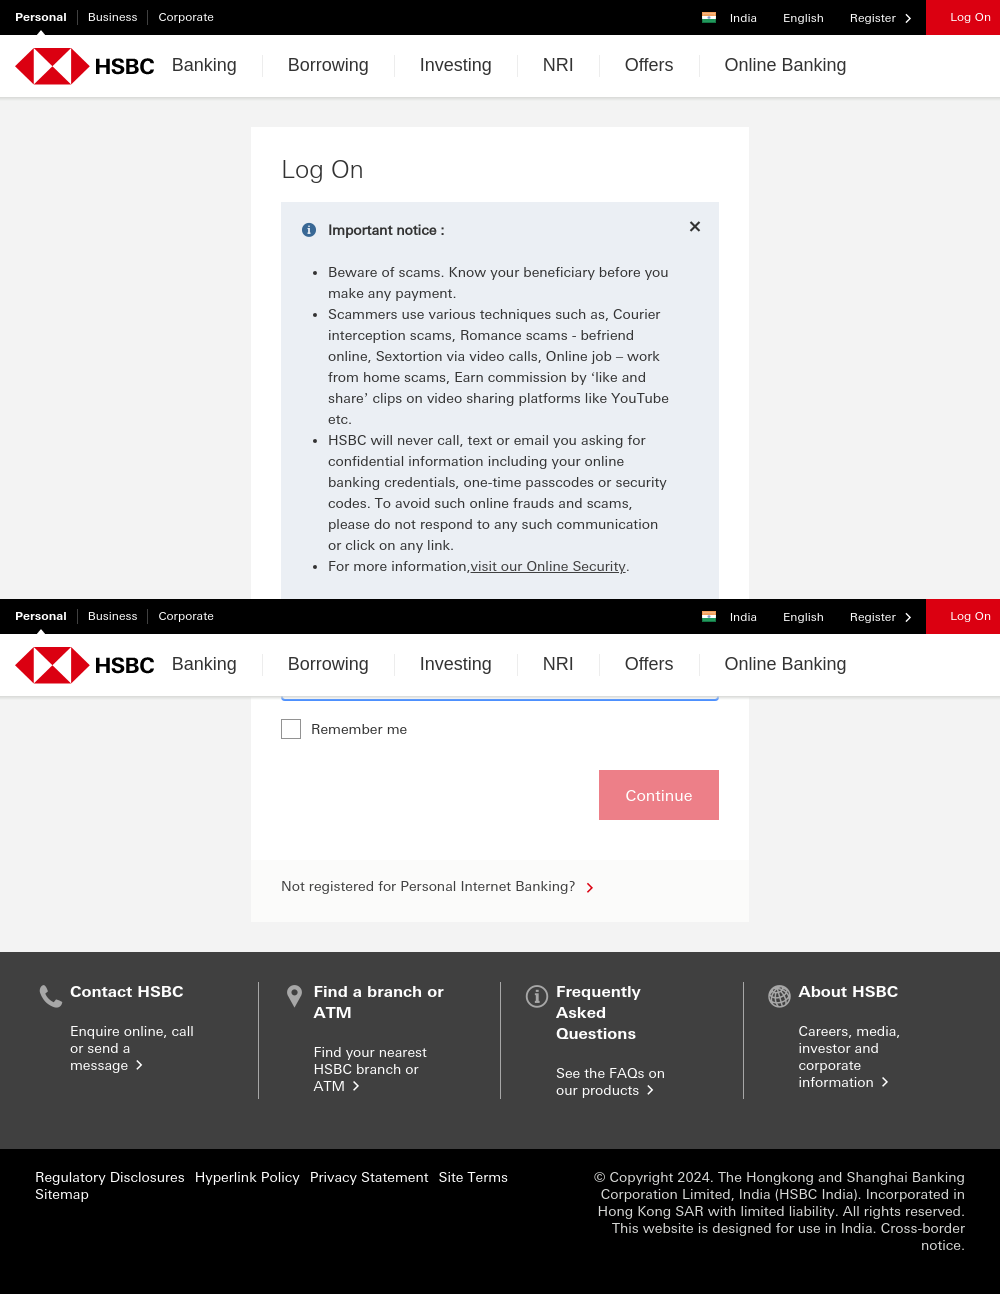 Personal Business Corporate India English Register Log On
HSBC Banking Borrowing Investing NRI Offers Online Banking
Log On
Important notice :
Beware of scams. Know your beneficiary before you
make any payment.
Scammers use various techniques such as, Courier
interception scams, Romance scams - befriend
online, Sextortion via video calls, Online job – work
from home scams, Earn commission by ‘like and
share’ clips on video sharing platforms like YouTube
etc.
HSBC will never call, text or email you asking for
confidential information including your online
banking credentials, one-time passcodes or security
codes. To avoid such online frauds and scams,
please do not respond to any such communication
or click on any link.
For more information,visit our Online Security.
Personal Business Corporate India English Register Log On
HSBC Banking Borrowing Investing NRI Offers Online Banking
Remember me
Continue
Not registered for Personal Internet Banking?
Contact HSBC
Enquire online, call
or send a
message
Find a branch or
ATM
Find your nearest
HSBC branch or
ATM
Frequently
Asked
Questions
See the FAQs on
our products
About HSBC
Careers, media,
investor and
corporate
information
Regulatory Disclosures Hyperlink Policy Privacy Statement Site Terms
Sitemap
© Copyright 2024. The Hongkong and Shanghai Banking
Corporation Limited, India (HSBC India). Incorporated in
Hong Kong SAR with limited liability. All rights reserved.
This website is designed for use in India. Cross-border
notice.